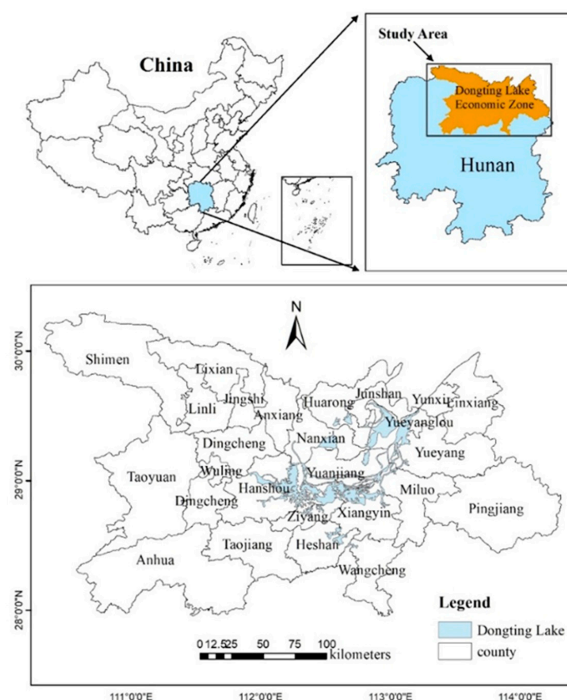 China
Study Area
Dongting Lake
Economic Zone
Hunan
N
30°0'0"N
29°0'0"N
28°0'0"N
Shimen
Lixian
Linli
Jingshi
Anxiang
Huarong
Junshan
Yunxi
Linxiang
Yueyanglou
Nanxian
Dingcheng
Yueyang
Taoyuan
Wuling
Yuanjiang
Hanshou
Miluo
Dingcheng
Ziyang
Xiangyin
Pingjiang
Anhua
Taojiang
Heshan
Wangcheng
Legend
Dongting Lake
county
0 12.525 50 75 100
kilometers
111°0'0"E 112°0'0"E 113°0'0"E 114°0'0"E